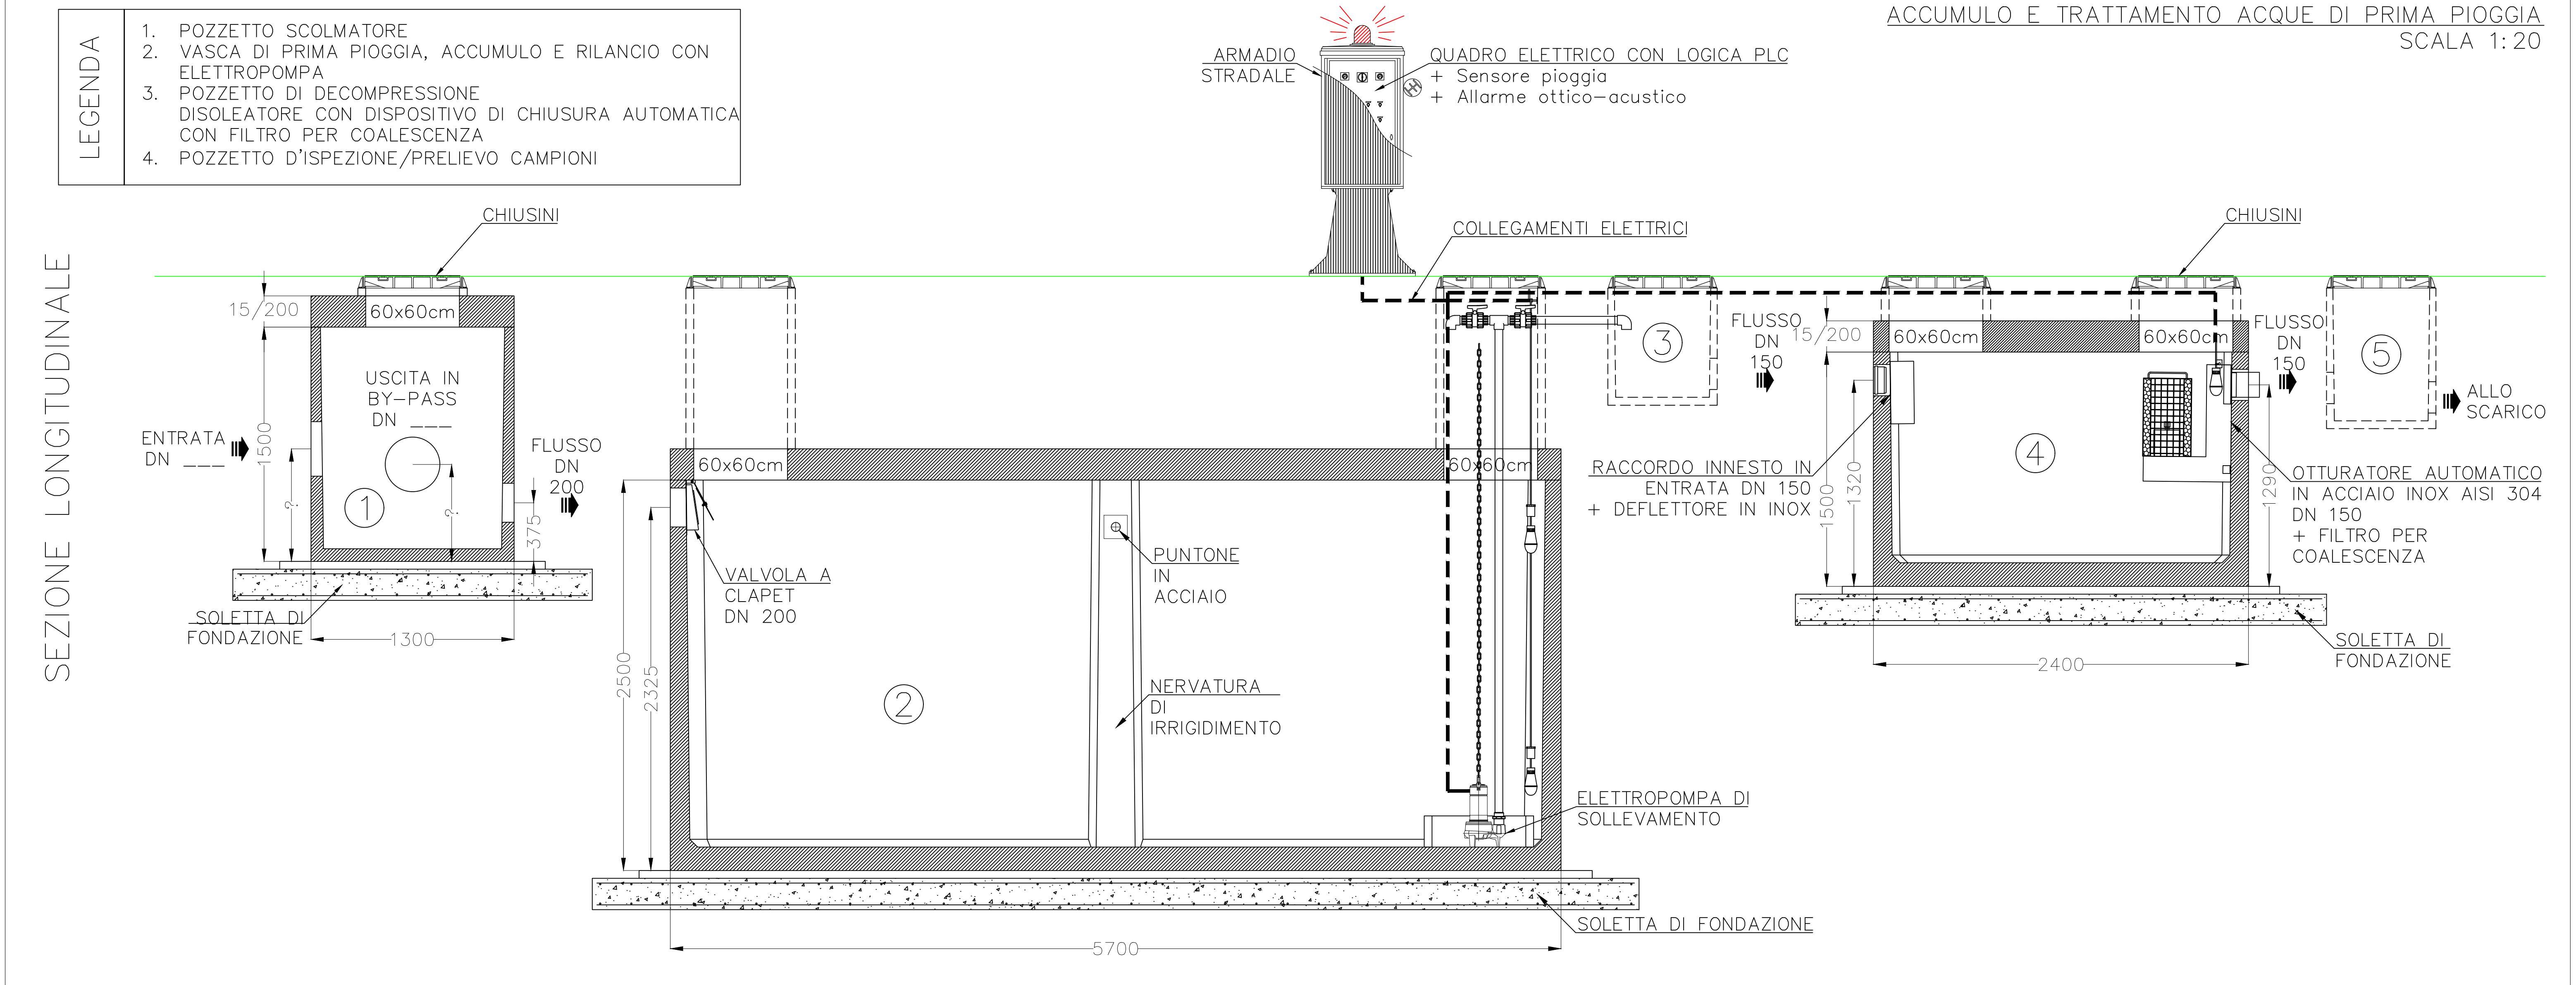 LEGENDA
1. POZZETTO SCOLMATORE
2. VASCA DI PRIMA PIOGGIA, ACCUMULO E RILANCIO CON
ELETTROPOMPA
3. POZZETTO DI DECOMPRESSIONE
DISOLEATORE CON DISPOSITIVO DI CHIUSURA AUTOMATICA
CON FILTRO PER COALESCENZA
4. POZZETTO D'ISPEZIONE/PRELIEVO CAMPIONI
ACCUMULO E TRATTAMENTO ACQUE DI PRIMA PIOGGIA
SCALA 1:20
ARMADIO
STRADALE
QUADRO ELETTRICO CON LOGICA PLC
+ Sensore pioggia
+ Allarme ottico-acustico
COLLEGAMENTI ELETTRICI
SEZIONE LONGITUDINALE
CHIUSINI
15/200
60x60cm
USCITA IN
BY-PASS
DN ___
ENTRATA
DN ___
1500
?
?
1
FLUSSO
DN
200
375
SOLETTA DI
FONDAZIONE
1300
60x60cm
60x60cm
VALVOLA A
CLAPET
DN 200
PUNTONE
IN
ACCIAIO
NERVATURA
DI
IRRIGIDIMENTO
2
2500
2325
ELETTROPOMPA DI
SOLLEVAMENTO
SOLETTA DI FONDAZIONE
5700
3
FLUSSO
DN
150
CHIUSINI
15/200
60x60cm
60x60cm
FLUSSO
DN
150
5
ALLO
SCARICO
4
RACCORDO INNESTO IN
ENTRATA DN 150
+ DEFLETTORE IN INOX
1500
1320
1290
OTTURATORE AUTOMATICO
IN ACCIAIO INOX AISI 304
DN 150
+ FILTRO PER
COALESCENZA
SOLETTA DI
FONDAZIONE
2400